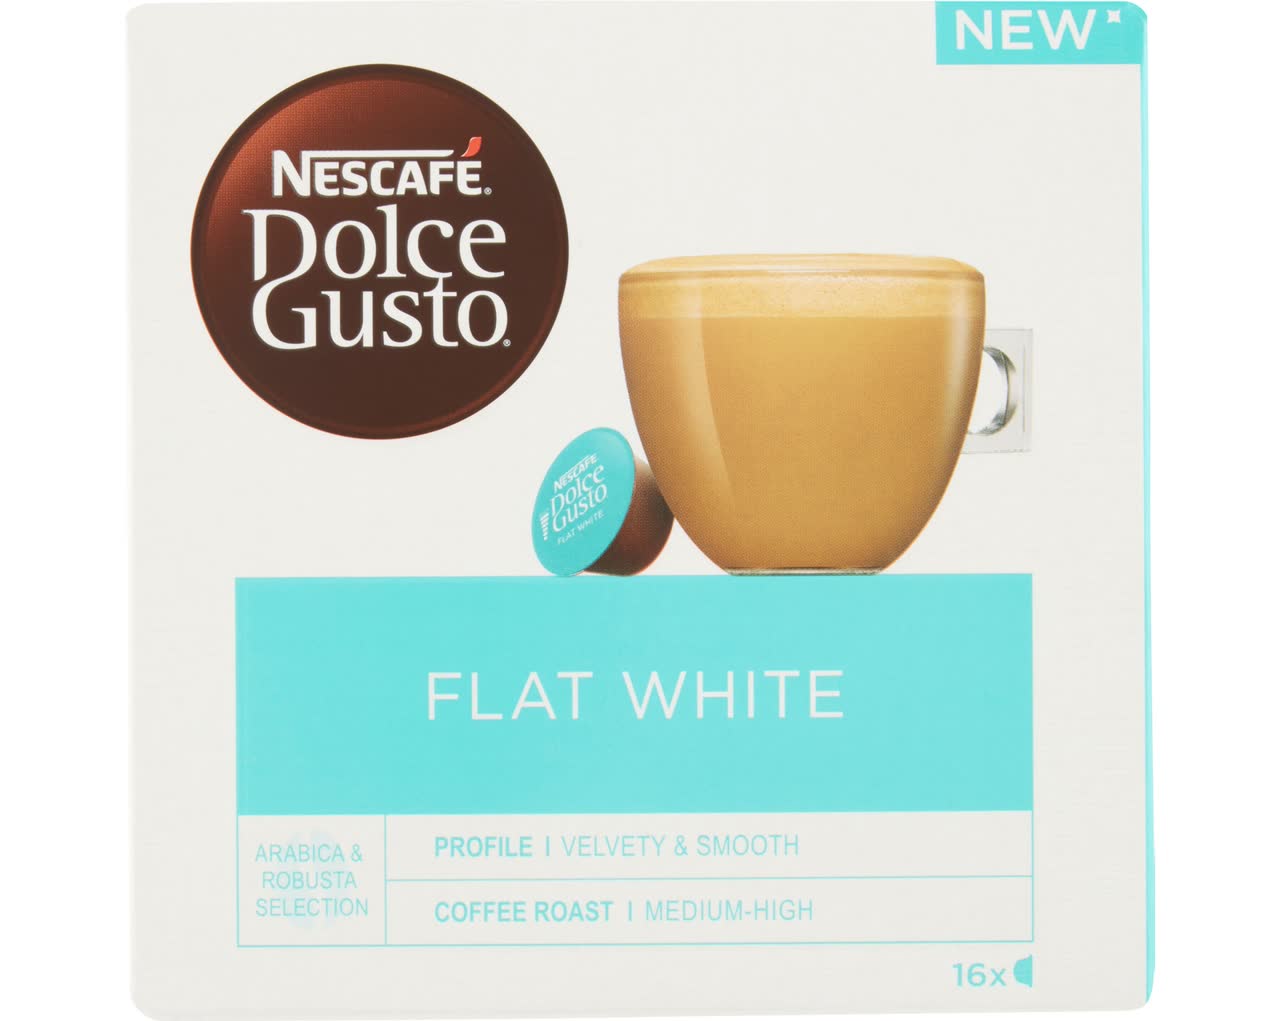 NEW
NESCAFÉ®
Dolce
Gusto®
NESCAFÉ
Dolce
Gusto
FLAT WHITE
FLAT WHITE
ARABICA &
ROBUSTA
SELECTION
PROFILE | VELVETY & SMOOTH
COFFEE ROAST | MEDIUM-HIGH
16x